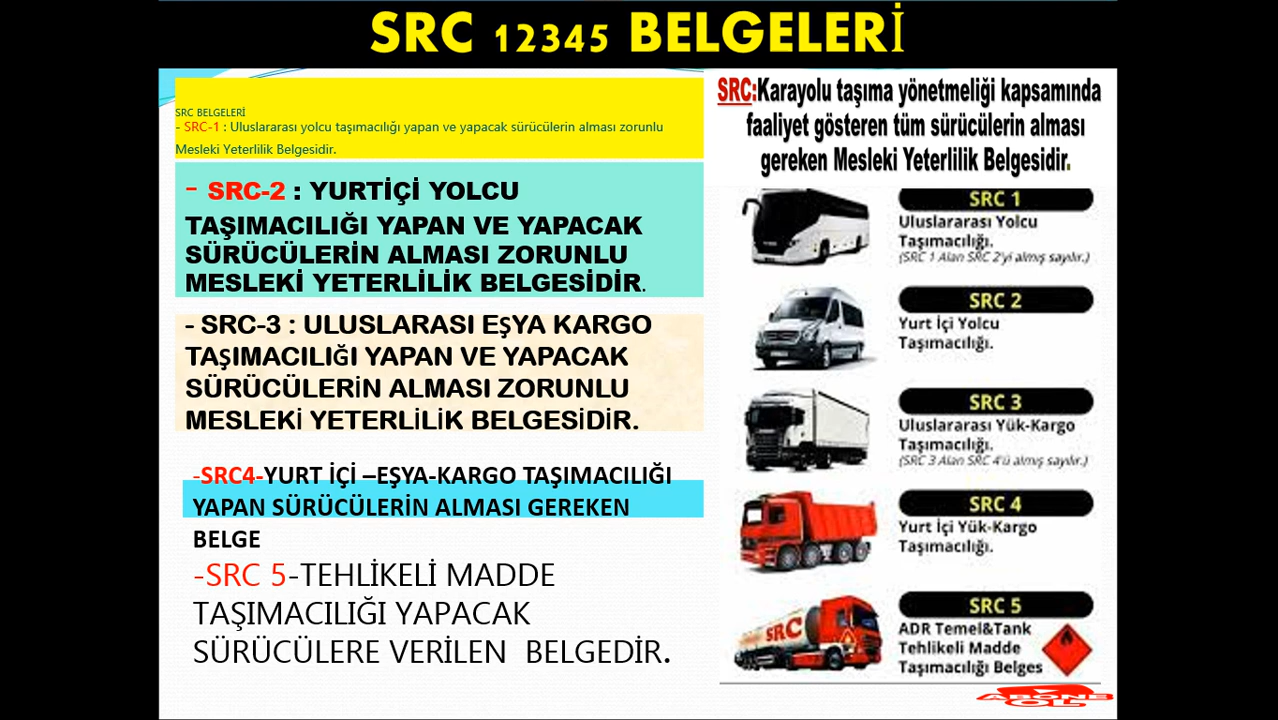 SRC 12345 BELGELERİ
SRC BELGELERİ
- SRC-1 : Uluslararası yolcu taşımacılığı yapan ve yapacak sürücülerin alması zorunlu
Mesleki Yeterlilik Belgesidir.
- SRC-2 : YURTİÇİ YOLCU
TAŞIMACILIĞI YAPAN VE YAPACAK
SÜRÜCÜLERİN ALMASI ZORUNLU
MESLEKİ YETERLİLİK BELGESİDİR.
- SRC-3 : ULUSLARASI EŞYA KARGO
TAŞIMACILIĞI YAPAN VE YAPACAK
SÜRÜCÜLERİN ALMASI ZORUNLU
MESLEKİ YETERLİLİK BELGESİDİR.
-SRC4-YURT İÇİ –EŞYA-KARGO TAŞIMACILIĞI
YAPAN SÜRÜCÜLERİN ALMASI GEREKEN
BELGE
-SRC 5-TEHLİKELİ MADDE
TAŞIMACILIĞI YAPACAK
SÜRÜCÜLERE VERİLEN BELGEDİR.
SRC:Karayolu taşıma yönetmeliği kapsamında
faaliyet gösteren tüm sürücülerin alması
gereken Mesleki Yeterlilik Belgesidir.
SRC 1
Uluslararası Yolcu
Taşımacılığı.
(SRC 1 Alan SRC 2'yi almış sayılır.)
SRC 2
Yurt İçi Yolcu
Taşımacılığı.
SRC 3
Uluslararası Yük-Kargo
Taşımacılığı.
(SRC 3 Alan SRC 4'ü almış sayılır.)
SRC 4
Yurt İçi Yük-Kargo
Taşımacılığı.
SRC
SRC 5
ADR Temel&Tank
Tehlikeli Madde
Taşımacılığı Belges
ABONE
OL